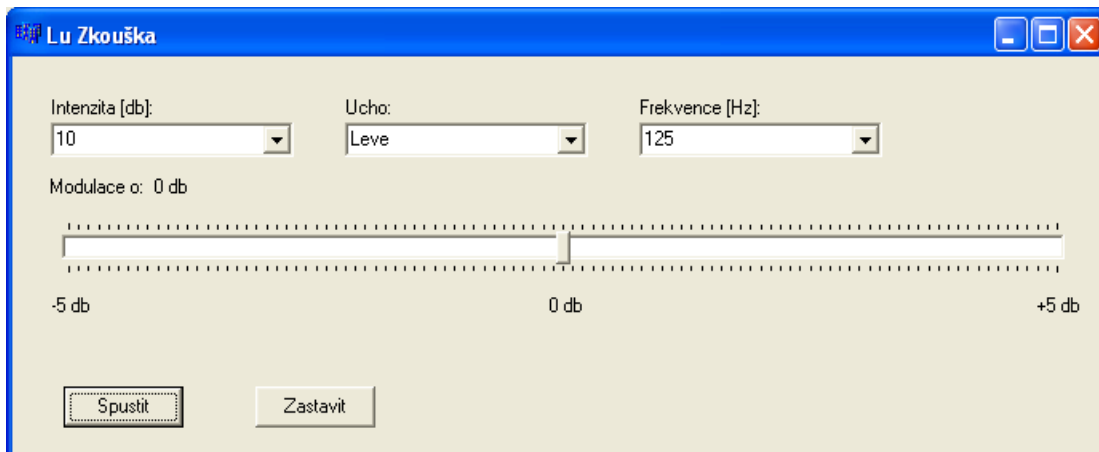 Lu Zkouška
Intenzita [db]: Ucho: Frekvence [Hz]:
10 Leve 125
Modulace o: 0 db
-5 db 0 db +5 db
Spustit Zastavit